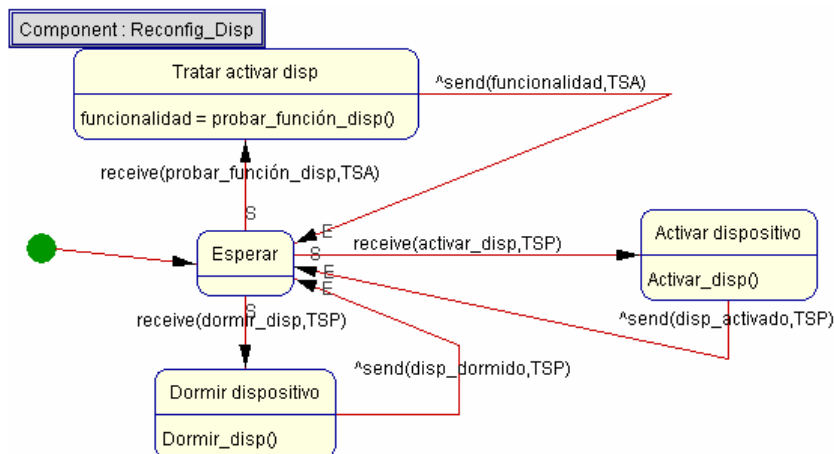 Component : Reconfig_Disp
Tratar activar disp
^send(funcionalidad,TSA)
funcionalidad = probar_función_disp()
receive(probar_función_disp,TSA)
S
E
Esperar
receive(activar_disp,TSP)
S
Activar dispositivo
E
Activar_disp()
E
S
receive(dormir_disp,TSP)
^send(disp_activado,TSP)
^send(disp_dormido,TSP)
Dormir dispositivo
Dormir_disp()